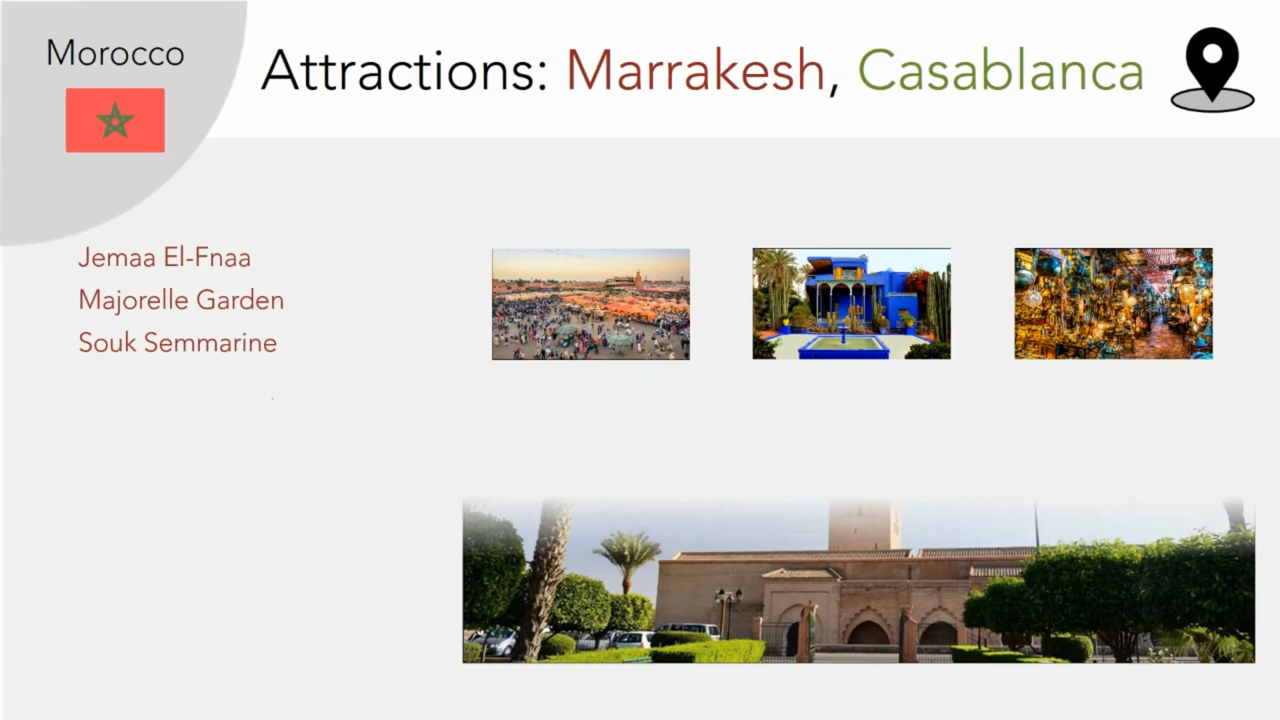 Morocco
Attractions: Marrakesh, Casablanca
Jemaa El-Fnaa
Majorelle Garden
Souk Semmarine